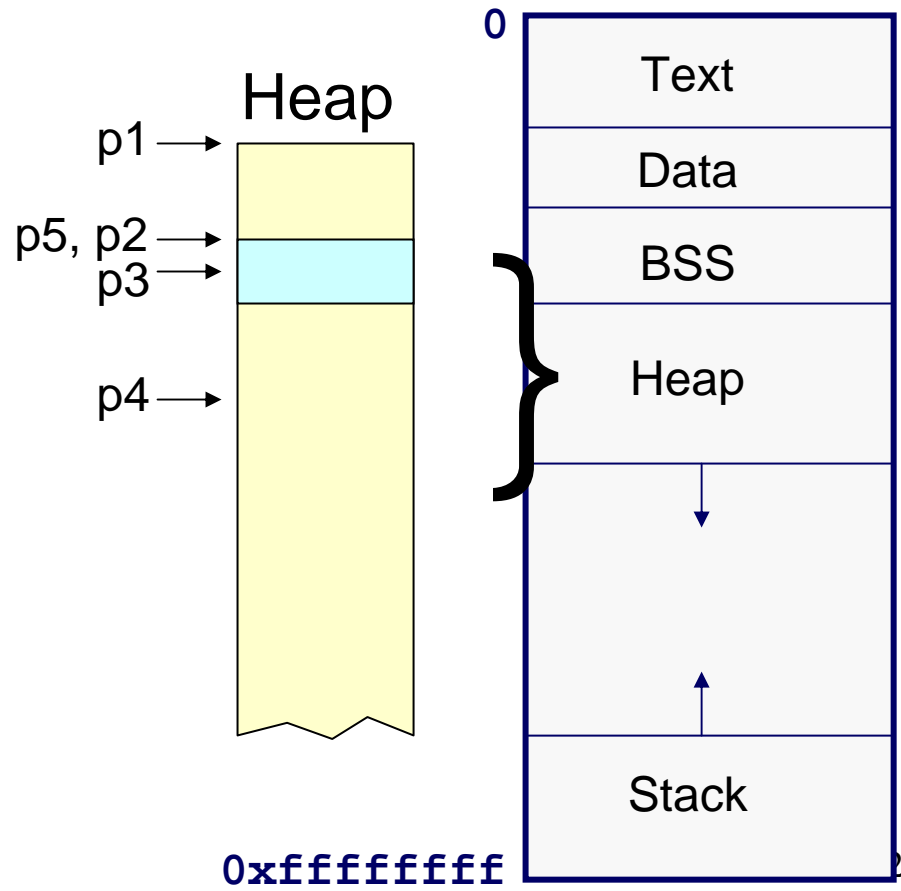 Heap
p1
p5, p2
p3
p4
0
Text
Data
BSS
Heap
Stack
0xffffffff